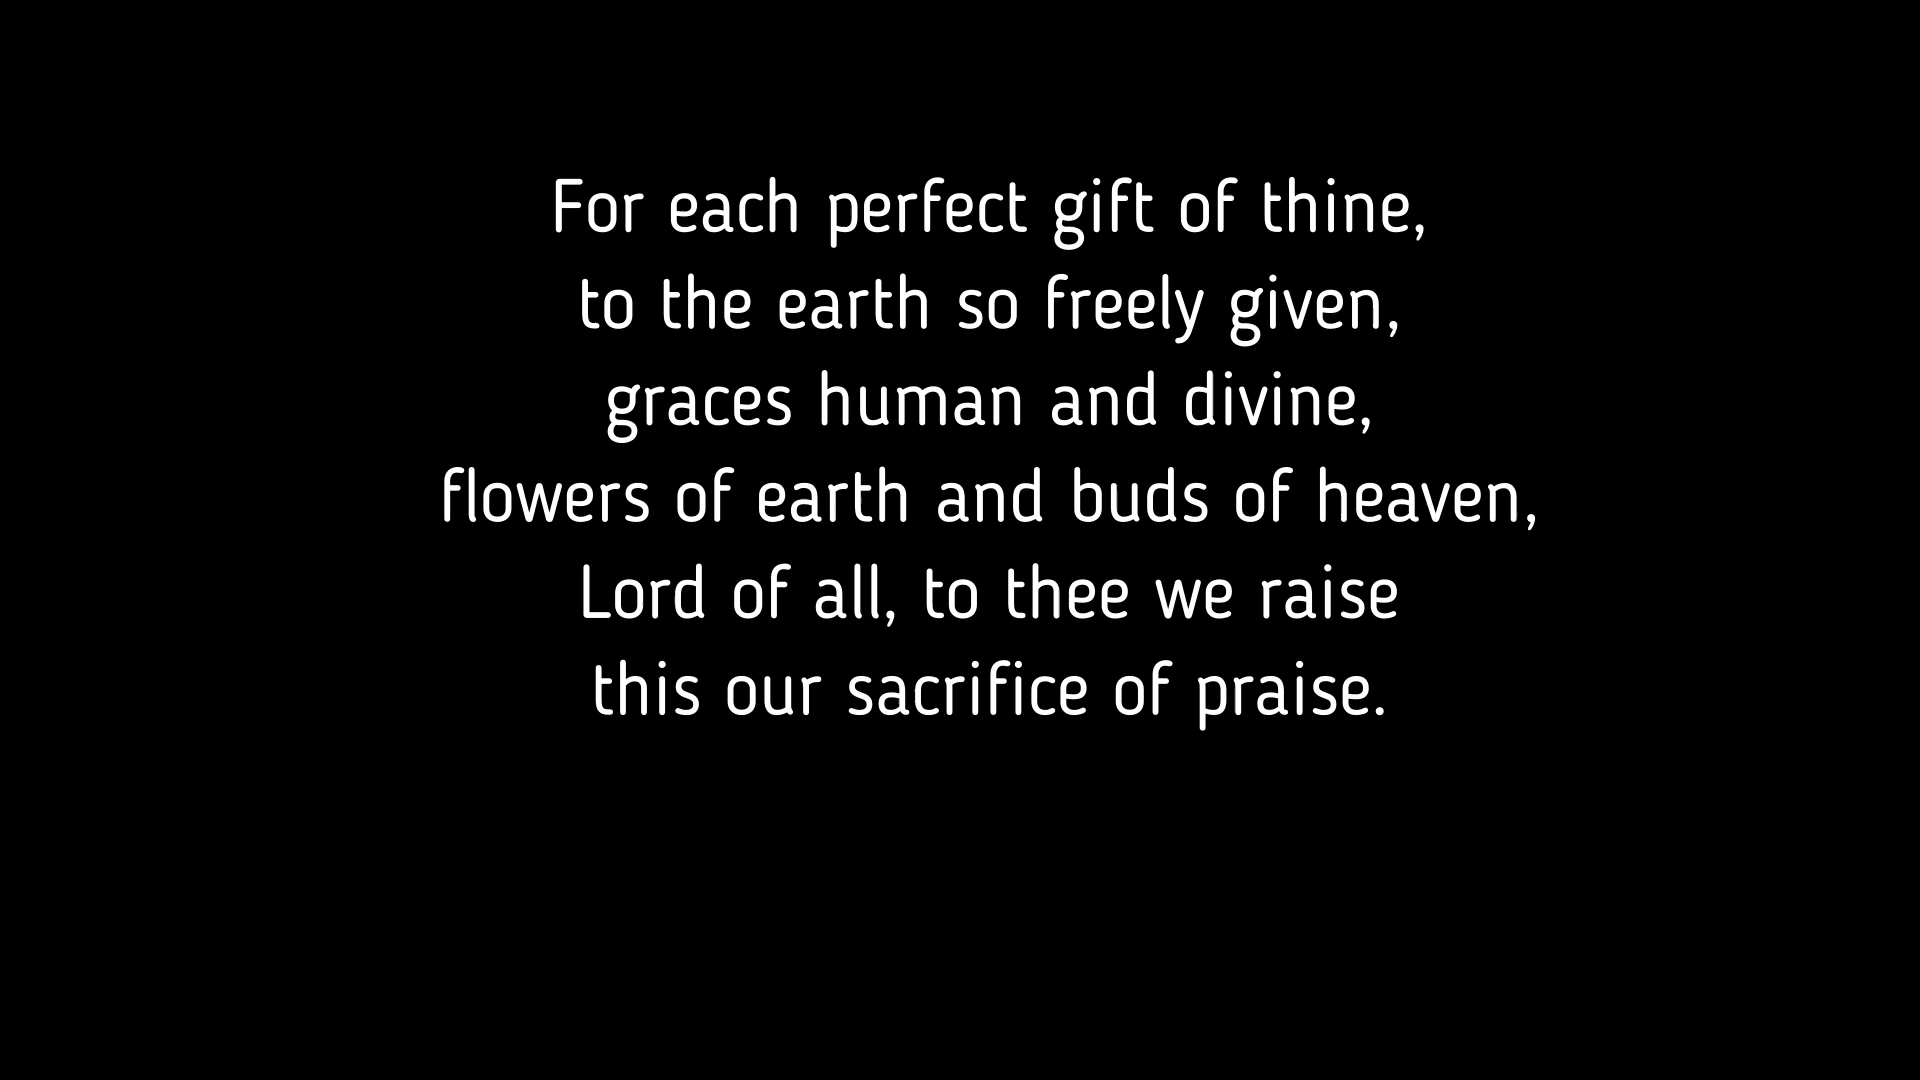 For each perfect gift of thine,
to the earth so freely given,
graces human and divine,
flowers of earth and buds of heaven,
Lord of all, to thee we raise
this our sacrifice of praise.